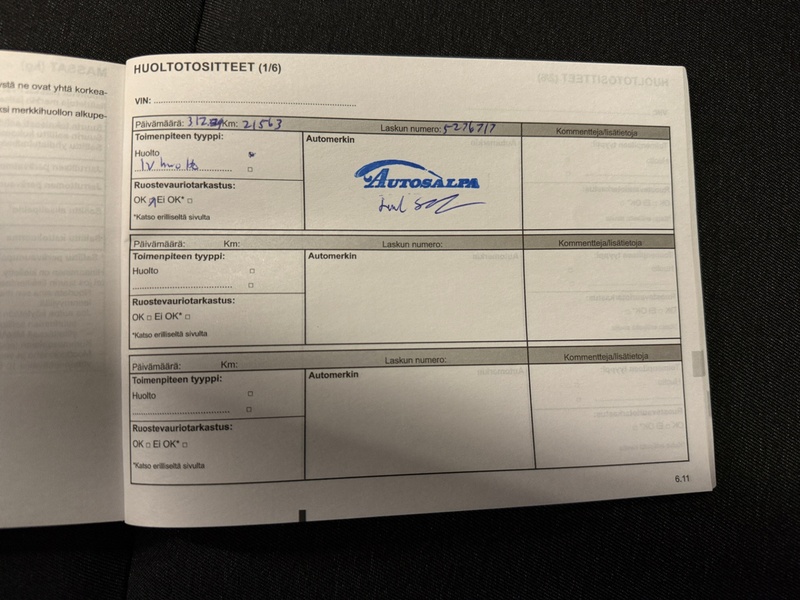 stä ne ovat yhtä korkea-
si merkkihuollon alkupe-
HUOLTOTOSITTEET (1/6)
VIN:
Päivämäärä: Km: 21563 Laskun numero: 5276717 Kommentteja/lisätietoja
Toimenpiteen tyyppi: Automerkin
Huolto
1v huolto
AUTOSALPA
Ruostevauriotarkastus:
OK Ei OK*
*Katso erilliseltä sivulta
Päivämäärä: Km: Laskun numero: Kommentteja/lisätietoja
Toimenpiteen tyyppi: Automerkin
Huolto
Ruostevauriotarkastus:
OK Ei OK*
*Katso erilliseltä sivulta
Päivämäärä: Km: Laskun numero: Kommentteja/lisätietoja
Toimenpiteen tyyppi: Automerkin
Huolto
Ruostevauriotarkastus:
OK Ei OK*
*Katso erilliseltä sivulta
6.11